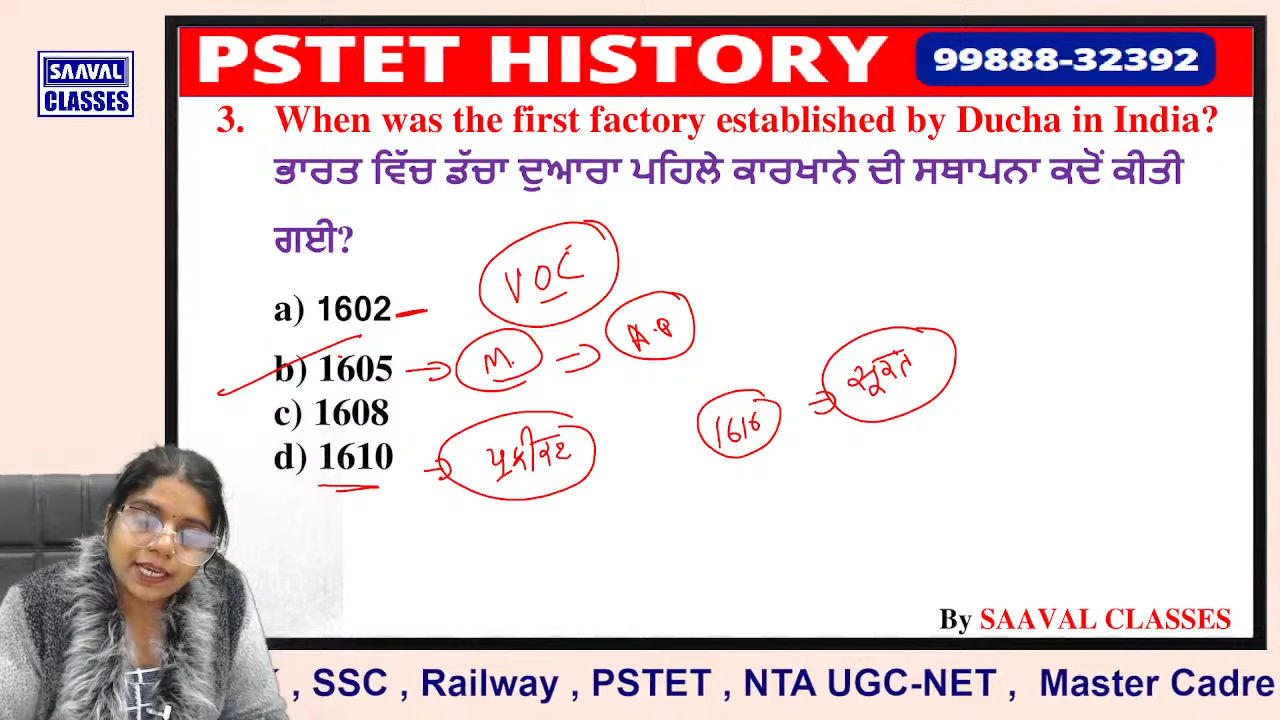 SAAVAL
CLASSES
PSTET HISTORY
99888-32392
3. When was the first factory established by Ducha in India?
ਭਾਰਤ ਵਿੱਚ ਡੱਚਾ ਦੁਆਰਾ ਪਹਿਲੇ ਕਾਰਖਾਨੇ ਦੀ ਸਥਾਪਨਾ ਕਦੋਂ ਕੀਤੀ
ਗਈ?
VOC
a) 1602
b) 1605
M.
A.P
c) 1608
1616
ਸੂਰਤ
d) 1610
By SAAVAL CLASSES
, SSC , Railway , PSTET , NTA UGC-NET , Master Cadre